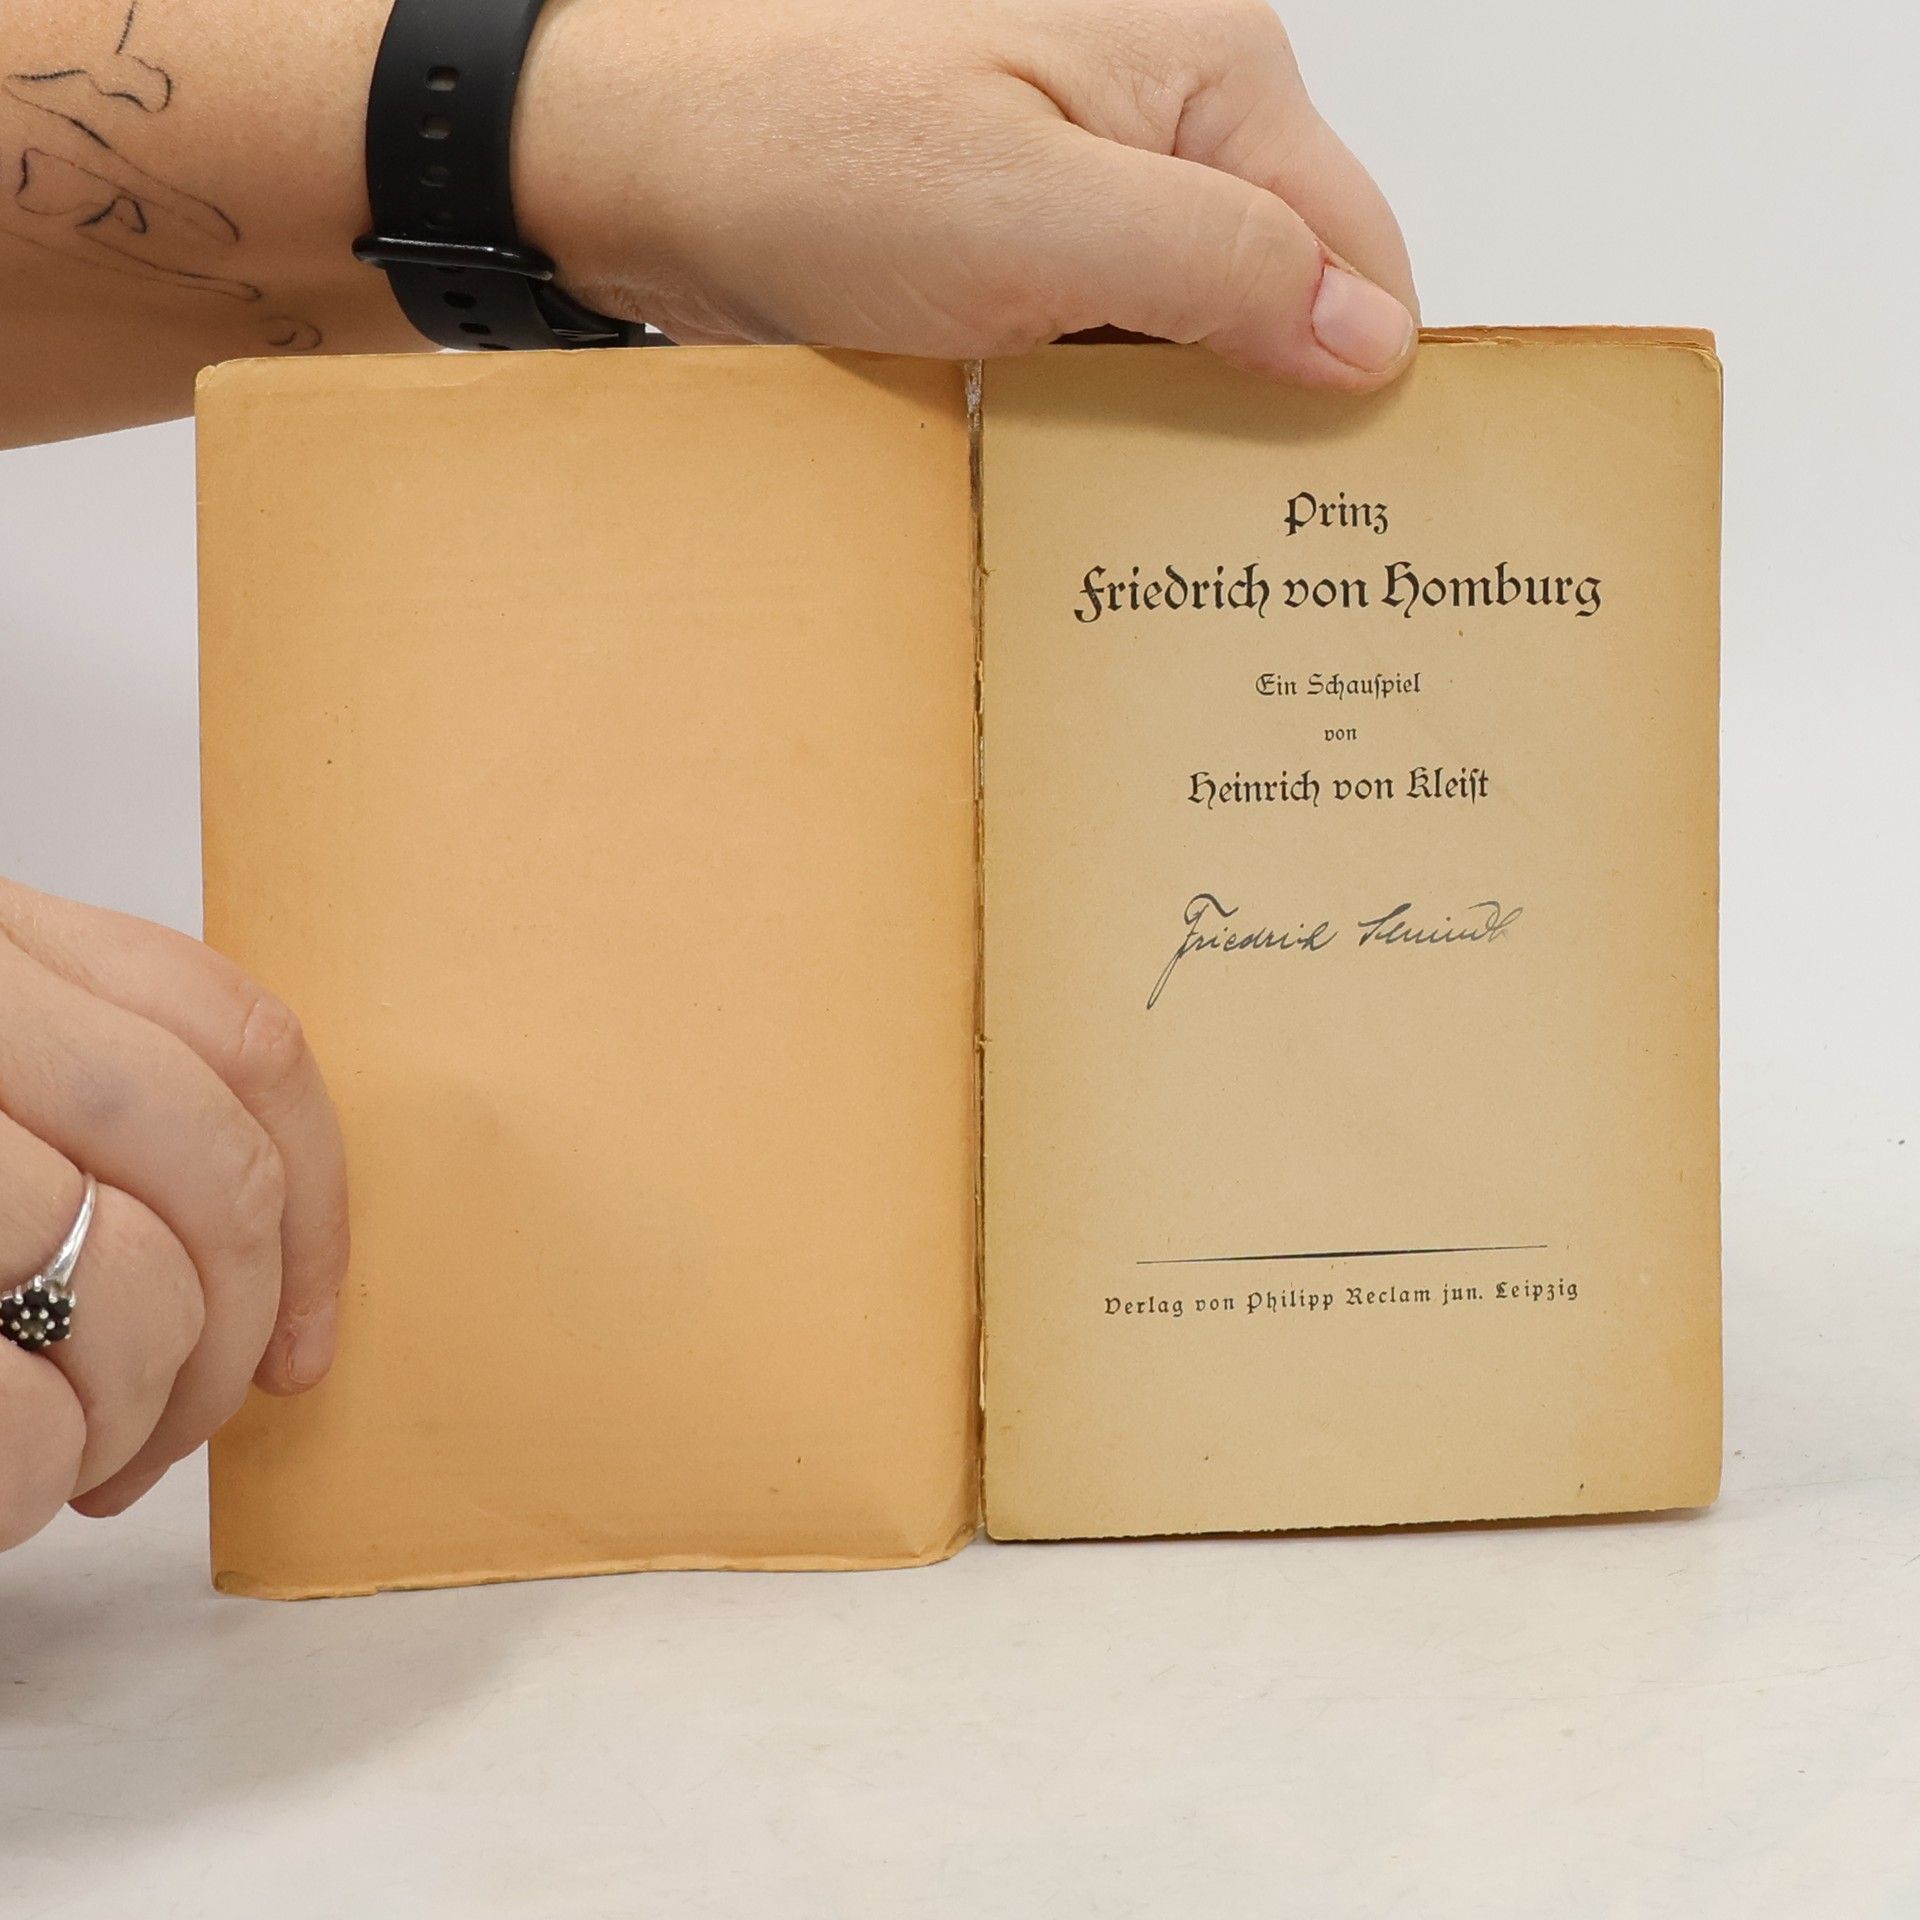 Prinz
Friedrich von Homburg
Ein Schauſpiel
von
Heinrich von Kleiſt
Friedrich Schmidt
Verlag von Philipp Reclam jun. Leipzig